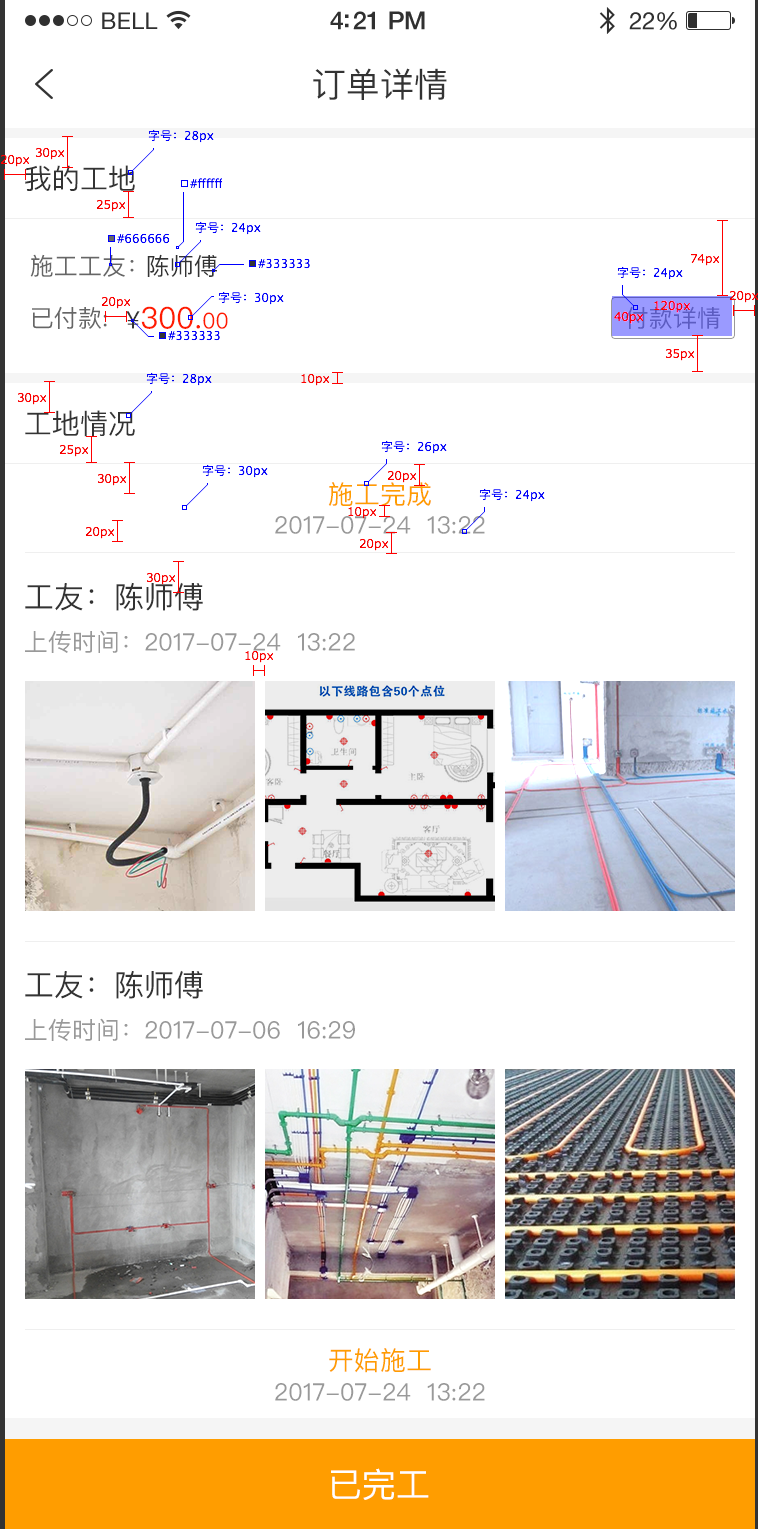 BELL 4:21 PM 22%
订单详情
字号：28px
30px
20px
我的工地
#ffffff
25px
字号：24px
#666666
施工工友：陈师傅
#333333
74px
字号：24px
20px
字号：30px
20px
已付款：¥300.00
#333333
120px
40px
付款详情
35px
10px
字号：28px
30px
工地情况
25px
字号：26px
字号：30px
20px
30px
施工完成
字号：24px
10px
2017-07-24 13:22
20px
20px
30px
工友：陈师傅
上传时间：2017-07-24 13:22
10px
以下线路包含50个点位
卫生间
客卧
主卧
客厅
餐厅
工友：陈师傅
上传时间：2017-07-06 16:29
开始施工
2017-07-24 13:22
已完工